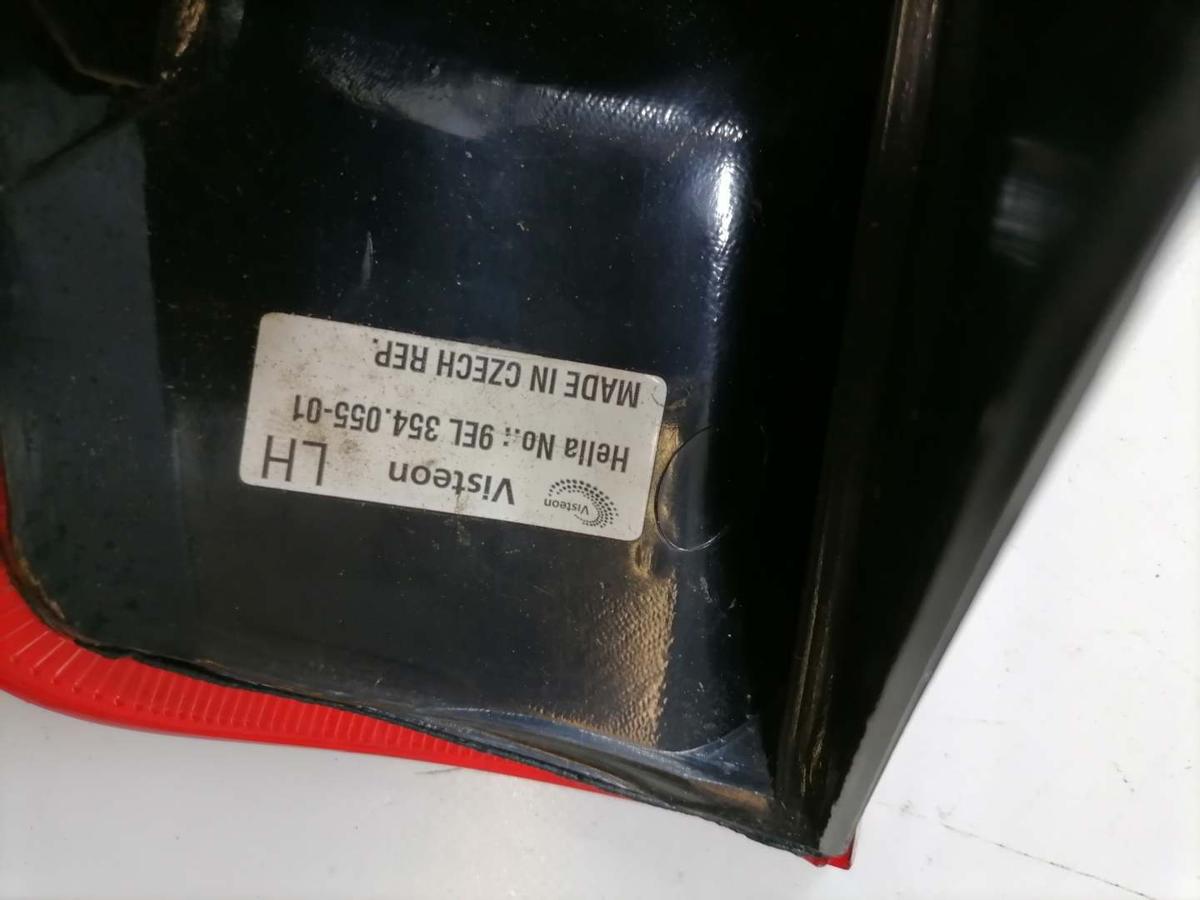 Visteon
Visteon LH
Hella No.: 9EL 354.055-01
MADE IN CZECH REP.